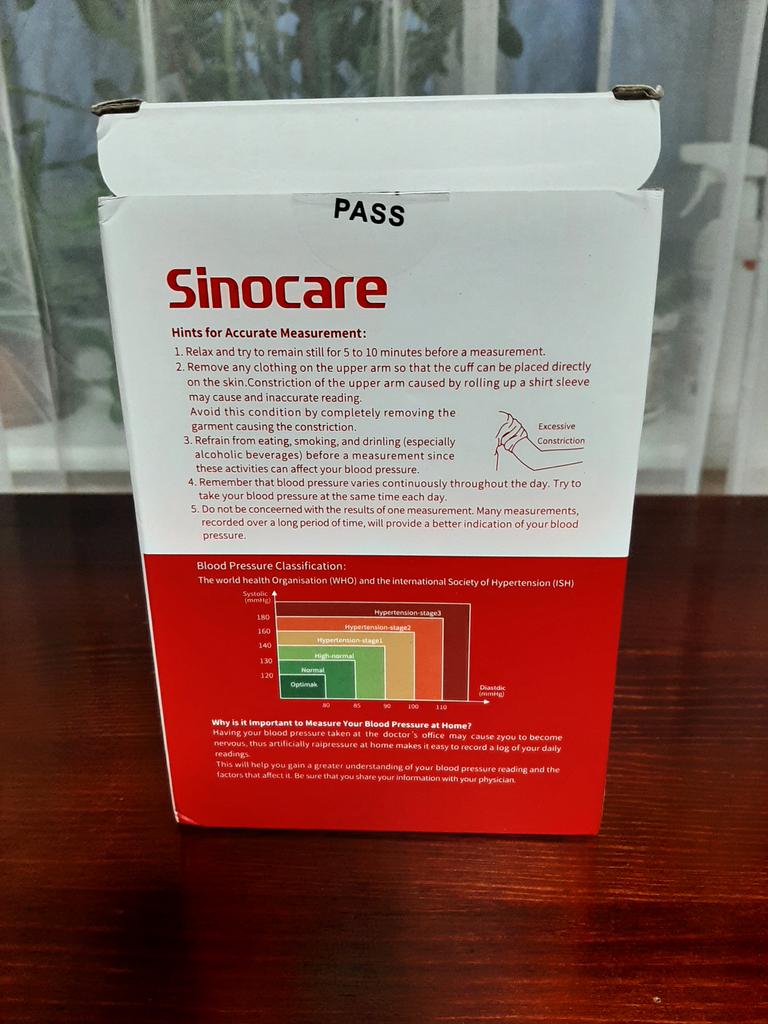 PASS
Sinocare
Hints for Accurate Measurement:
1. Relax and try to remain still for 5 to 10 minutes before a measurement.
2. Remove any clothing on the upper arm so that the cuff can be placed directly
on the skin.Constriction of the upper arm caused by rolling up a shirt sleeve
may cause and inaccurate reading.
Avoid this condition by completely removing the
garment causing the constriction.
Excessive
Constriction
3. Refrain from eating, smoking, and drinling (especially
alcoholic beverages) before a measurement since
these activities can affect your blood pressure.
4. Remember that blood pressure varies continuously throughout the day. Try to
take your blood pressure at the same time each day.
5. Do not be conceerned with the results of one measurement. Many measurements,
recorded over a long period of time, will provide a better indication of your blood
pressure.
Blood Pressure Classification:
The world health Organisation (WHO) and the international Society of Hypertension (ISH)
Systolic
(mmHg)
180
160
140
130
120
Hypertension-stage3
Hypertension-stage2
Hypertension-stage1
High-normal
Normal
Optimak
80
85
90
100
110
Diastdic
(mmHg)
Why is it Important to Measure Your Blood Pressure at Home?
Having your blood pressure taken at the doctor's office may cause zyou to become
nervous, thus artificially raipressure at home makes it easy to record a log of your daily
readings.
This will help you gain a greater understanding of your blood pressure reading and the
factors that affect it. Be sure that you share your information with your physician.